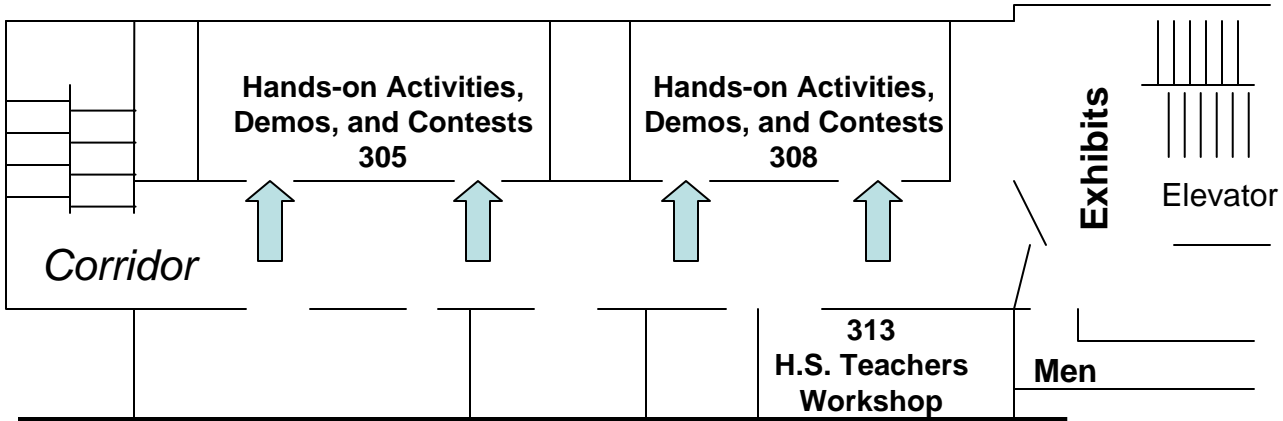 Hands-on Activities,
Demos, and Contests
305
Hands-on Activities,
Demos, and Contests
308
Exhibits
Elevator
Corridor
313
H.S. Teachers
Workshop
Men